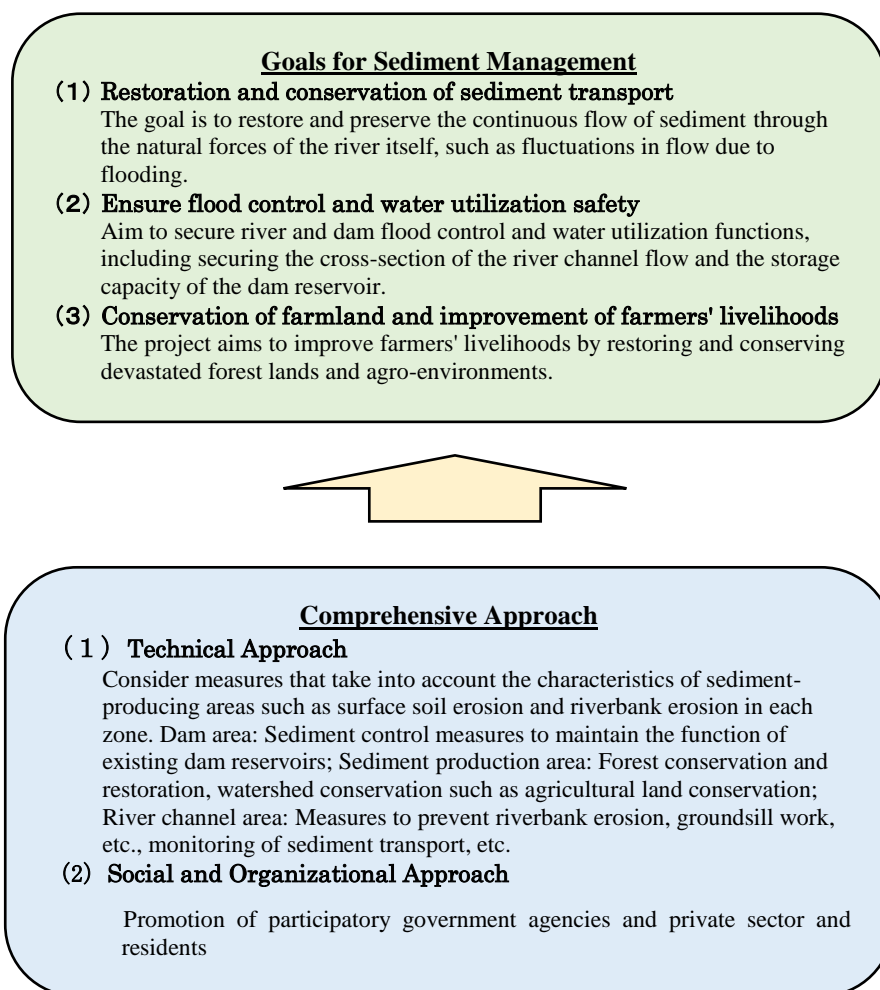 Goals for Sediment Management
(1) Restoration and conservation of sediment transport
The goal is to restore and preserve the continuous flow of sediment through
the natural forces of the river itself, such as fluctuations in flow due to
flooding.
(2) Ensure flood control and water utilization safety
Aim to secure river and dam flood control and water utilization functions,
including securing the cross-section of the river channel flow and the storage
capacity of the dam reservoir.
(3) Conservation of farmland and improvement of farmers' livelihoods
The project aims to improve farmers' livelihoods by restoring and conserving
devastated forest lands and agro-environments.
Comprehensive Approach
(1) Technical Approach
Consider measures that take into account the characteristics of sediment-
producing areas such as surface soil erosion and riverbank erosion in each
zone. Dam area: Sediment control measures to maintain the function of
existing dam reservoirs; Sediment production area: Forest conservation and
restoration, watershed conservation such as agricultural land conservation;
River channel area: Measures to prevent riverbank erosion, groundsill work,
etc., monitoring of sediment transport, etc.
(2) Social and Organizational Approach
Promotion of participatory government agencies and private sector and
residents